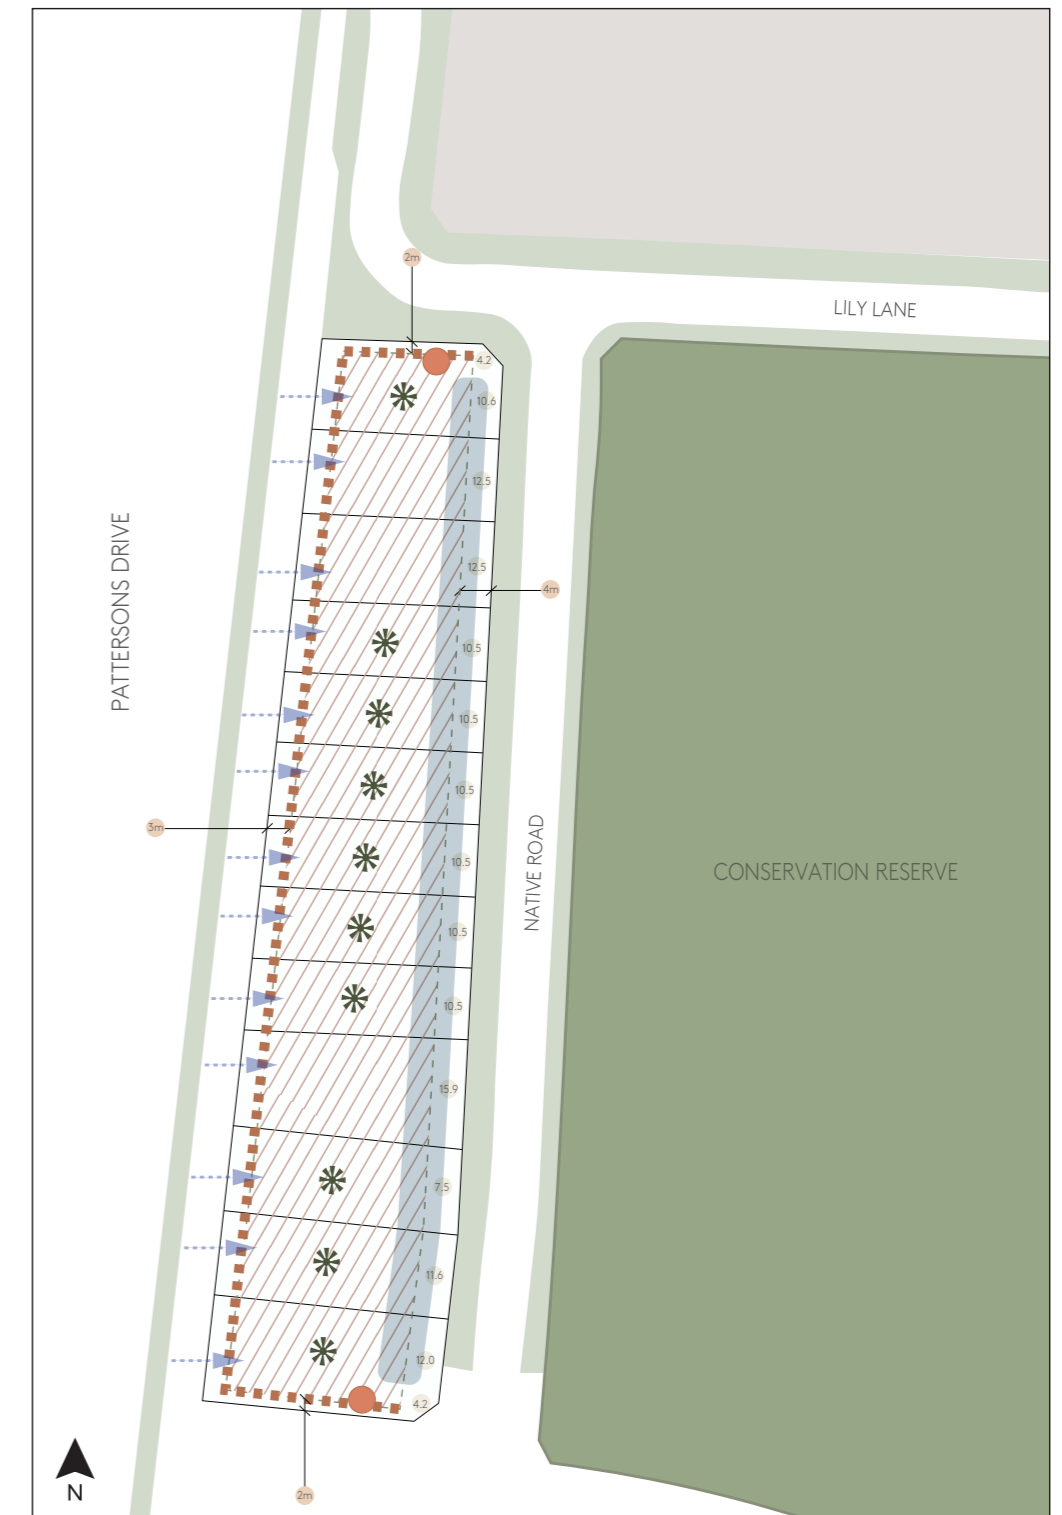 2m
LILY LANE
4.2
10.6
12.5
12.5
4m
10.5
10.5
10.5
10.5
10.5
10.5
15.9
7.5
11.6
12.0
4.2
PATTERSONS DRIVE
3m
NATIVE ROAD
CONSERVATION RESERVE
2m
N